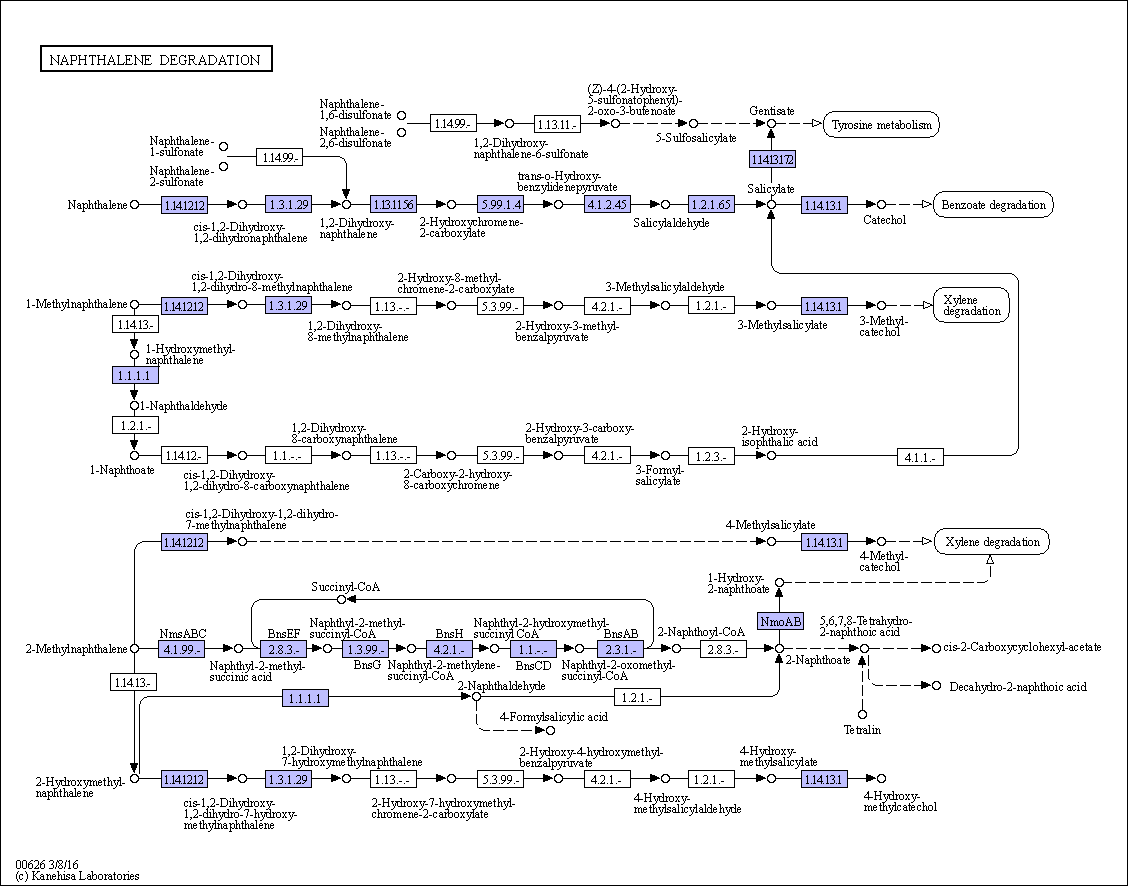 NAPHTHALENE DEGRADATION
Naphthalene-
1,6-disulfonate
Naphthalene-
2,6-disulfonate
1.14.99.-
1,2-Dihydroxy-
naphthalene-6-sulfonate
1.13.11.-
(Z)-4-(2-Hydroxy-
5-sulfonatophenyl)-
2-oxo-3-butenoate
5-Sulfosalicylate
Gentisate
Tyrosine metabolism
Naphthalene-
1-sulfonate
Naphthalene-
2-sulfonate
1.14.99.-
1.14.13.172
Naphthalene
1.14.12.12
cis-1,2-Dihydroxy-
1,2-dihydronaphthalene
1.3.1.29
1,2-Dihydroxy-
naphthalene
1.13.11.56
2-Hydroxychromene-
2-carboxylate
5.99.1.4
trans-o-Hydroxy-
benzylidenepyruvate
4.1.2.45
Salicylaldehyde
1.2.1.65
Salicylate
1.14.13.1
Catechol
Benzoate degradation
1-Methylnaphthalene
1.14.12.12
cis-1,2-Dihydroxy-
1,2-dihydro-8-methylnaphthalene
1.3.1.29
1,2-Dihydroxy-
8-methylnaphthalene
1.13.-.-
2-Hydroxy-8-methyl-
chromene-2-carboxylate
5.3.99.-
2-Hydroxy-3-methyl-
benzalpyruvate
4.2.1.-
3-Methylsalicylaldehyde
1.2.1.-
3-Methylsalicylate
1.14.13.1
3-Methyl-
catechol
Xylene
degradation
1.14.13.-
1-Hydroxymethyl-
naphthalene
1.1.1.1
1-Naphthaldehyde
1.2.1.-
1-Naphthoate
1.14.12.-
cis-1,2-Dihydroxy-
1,2-dihydro-8-carboxynaphthalene
1.1.-.-
1,2-Dihydroxy-
8-carboxynaphthalene
1.13.-.-
2-Carboxy-2-hydroxy-
8-carboxychromene
5.3.99.-
2-Hydroxy-3-carboxy-
benzalpyruvate
4.2.1.-
3-Formyl-
salicylate
1.2.3.-
2-Hydroxy-
isophthalic acid
4.1.1.-
cis-1,2-Dihydroxy-1,2-dihydro-
7-methylnaphthalene
1.14.12.12
4-Methylsalicylate
1.14.13.1
4-Methyl-
catechol
Xylene degradation
Succinyl-CoA
1-Hydroxy-
2-naphthoate
NmoAB
2-Methylnaphthalene
NmsABC
4.1.99.-
Naphthyl-2-methyl-
succinic acid
BnsEF
2.8.3.-
Naphthyl-2-methyl-
succinyl-CoA
1.3.99.-
BnsG
Naphthyl-2-methylene-
succinyl-CoA
BnsH
4.2.1.-
Naphthyl-2-hydroxymethyl-
succinyl CoA
1.1.-.-
BnsCD
Naphthyl-2-oxomethyl-
succinyl-CoA
BnsAB
2.3.1.-
2-Naphthoyl-CoA
2.8.3.-
2-Naphthoate
5,6,7,8-Tetrahydro-
2-naphthoic acid
cis-2-Carboxycyclohexyl-acetate
Decahydro-2-naphthoic acid
Tetralin
1.14.13.-
1.1.1.1
2-Naphthaldehyde
1.2.1.-
4-Formylsalicylic acid
2-Hydroxymethyl-
naphthalene
1.14.12.12
cis-1,2-Dihydroxy-
1,2-dihydro-7-hydroxy-
methylnaphthalene
1.3.1.29
1,2-Dihydroxy-
7-hydroxymethylnaphthalene
1.13.-.-
2-Hydroxy-7-hydroxymethyl-
chromene-2-carboxylate
5.3.99.-
2-Hydroxy-4-hydroxymethyl-
benzalpyruvate
4.2.1.-
4-Hydroxy-
methylsalicylaldehyde
1.2.1.-
4-Hydroxy-
methylsalicylate
1.14.13.1
4-Hydroxy-
methylcatechol
00626 3/8/16
(c) Kanehisa Laboratories